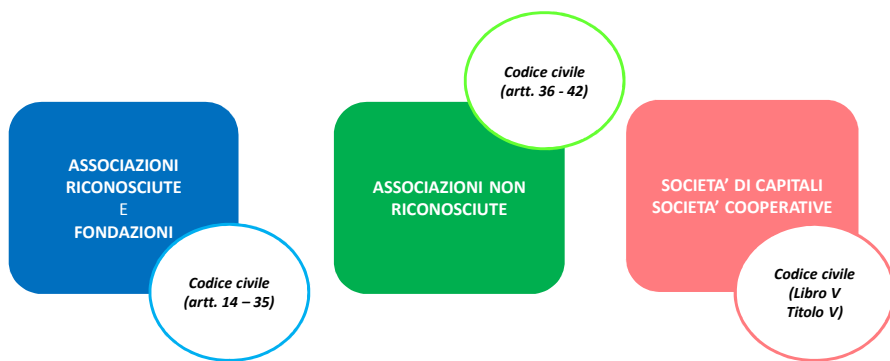 ASSOCIAZIONI
RICONOSCIUTE
E
FONDAZIONI
Codice civile
(artt. 14 – 35)
Codice civile
(artt. 36 - 42)
ASSOCIAZIONI NON
RICONOSCIUTE
SOCIETA’ DI CAPITALI
SOCIETA’ COOPERATIVE
Codice civile
(Libro V
Titolo V)